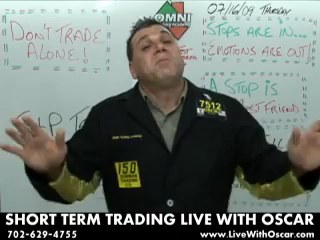 DON'T TRADE
ALONE!
OMNI
07/16/09 THURSDAY
STOPS ARE IN...
EMOTIONS ARE OUT!
A STOP IS
BEST FRIEND
7512
150
SHORT TERM TRADING LIVE WITH OSCAR
702-629-4755
www.LiveWithOscar.com